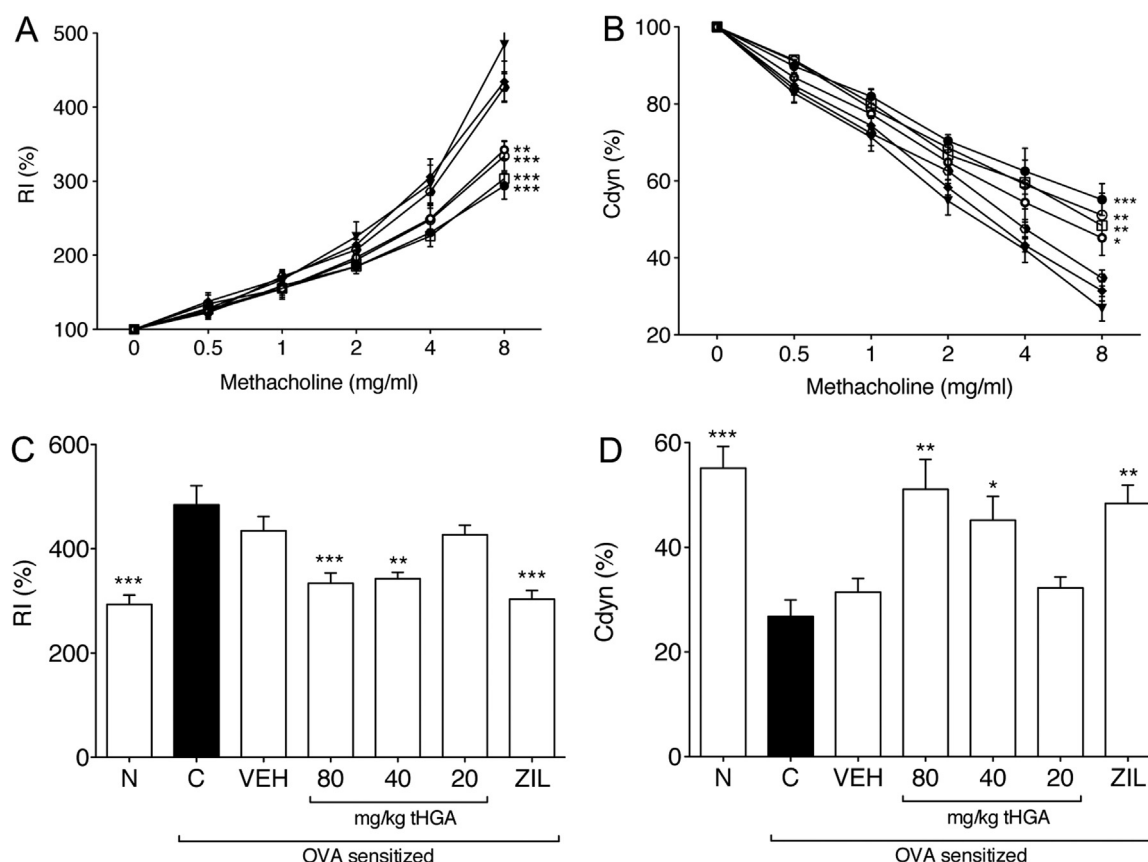 A
500
400
300
200
100
RI (%)
0 0.5 1 2 4 8
Methacholine (mg/ml)
**
***
***
***
B
100
80
60
40
20
Cdyn (%)
0 0.5 1 2 4 8
Methacholine (mg/ml)
***
**
**
*
C
600
400
200
0
RI (%)
*** *** ** ***
N C VEH 80 40 20 ZIL
mg/kg tHGA
OVA sensitized
D
60
40
20
0
Cdyn (%)
*** ** * **
N C VEH 80 40 20 ZIL
mg/kg tHGA
OVA sensitized